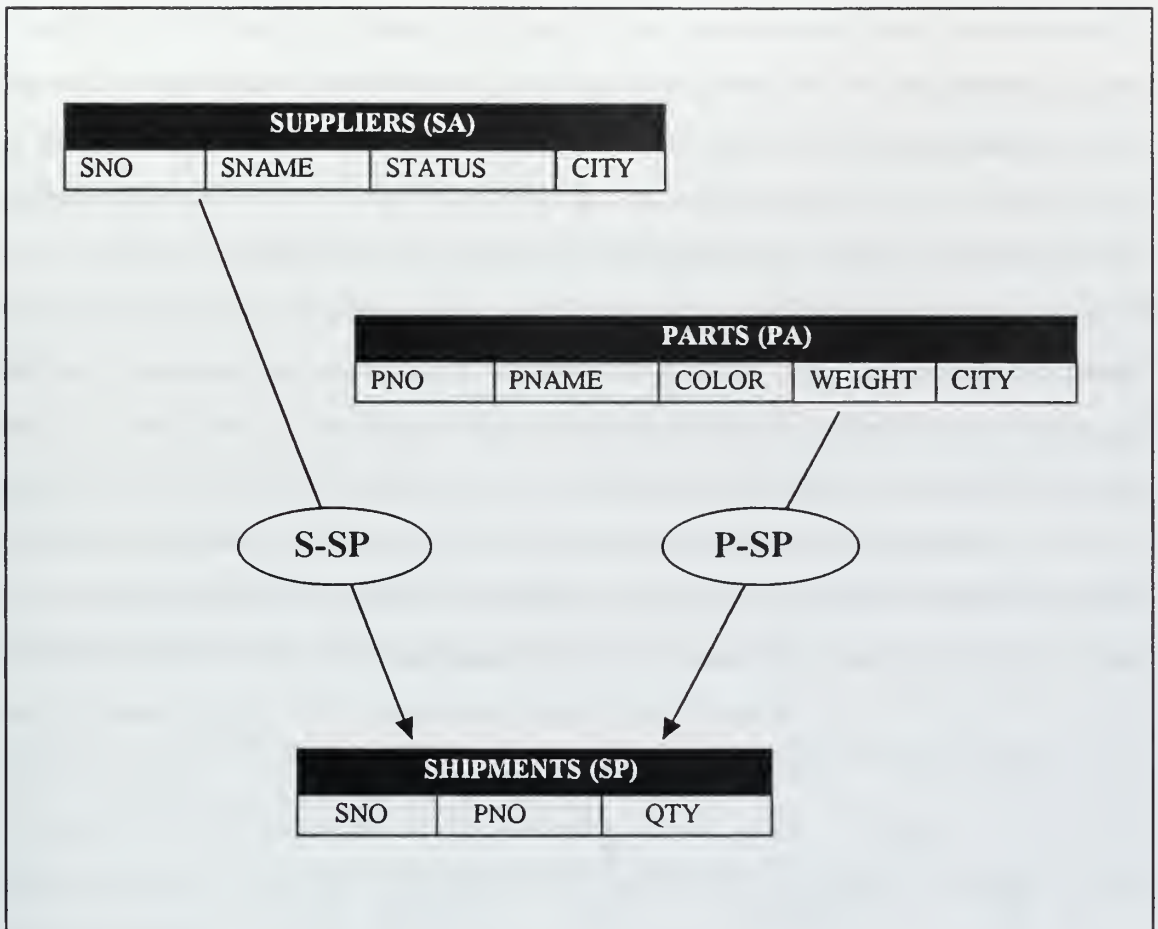 SUPPLIERS (SA)
SNO SNAME STATUS CITY
PARTS (PA)
PNO PNAME COLOR WEIGHT CITY
S-SP P-SP
SHIPMENTS (SP)
SNO PNO QTY